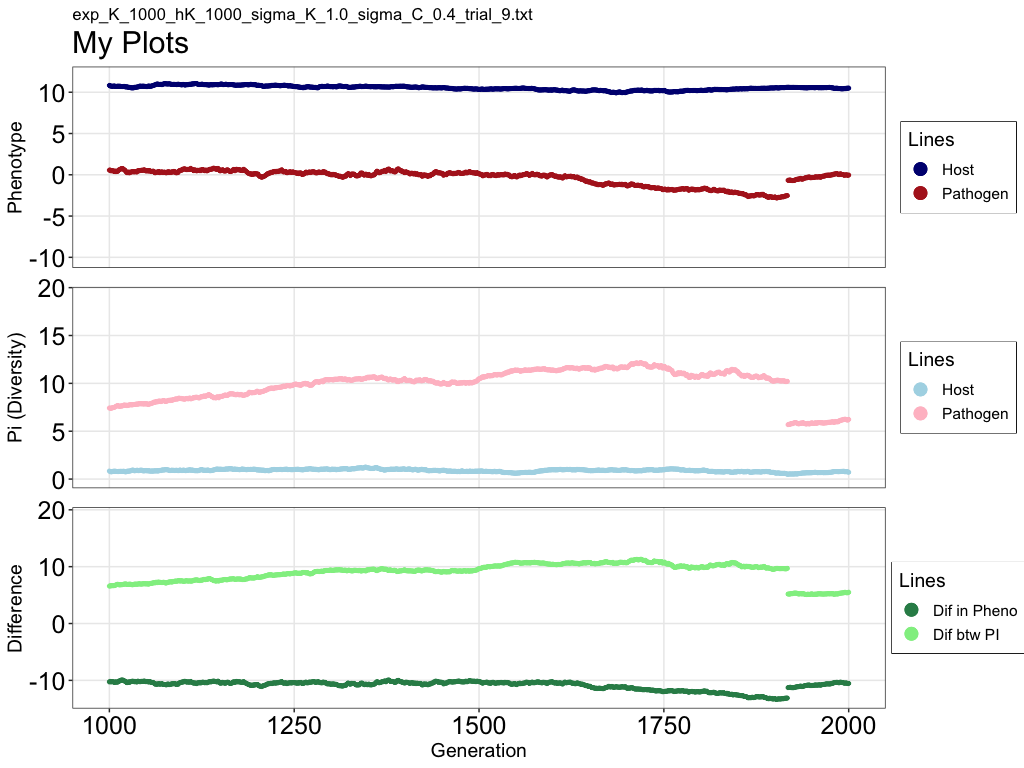 exp_K_1000_hK_1000_sigma_K_1.0_sigma_C_0.4_trial_9.txt
My Plots
Phenotype
10
5
0
-5
-10
Lines
Host
Pathogen
Pi (Diversity)
20
15
10
5
0
Lines
Host
Pathogen
Difference
20
10
0
-10
Lines
Dif in Pheno
Dif btw PI
1000 1250 1500 1750 2000
Generation